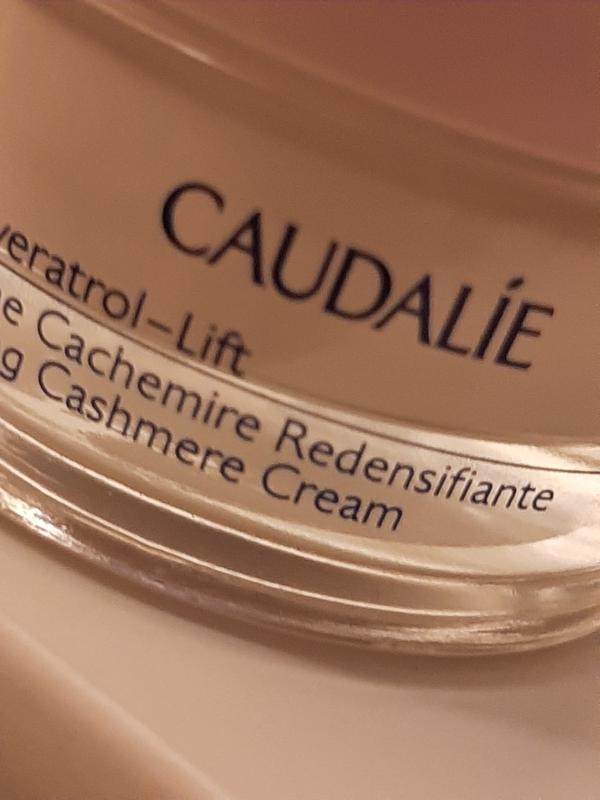 CAUDALÍE
veratrol-Lift
e Cachemire Redensifiante
g Cashmere Cream